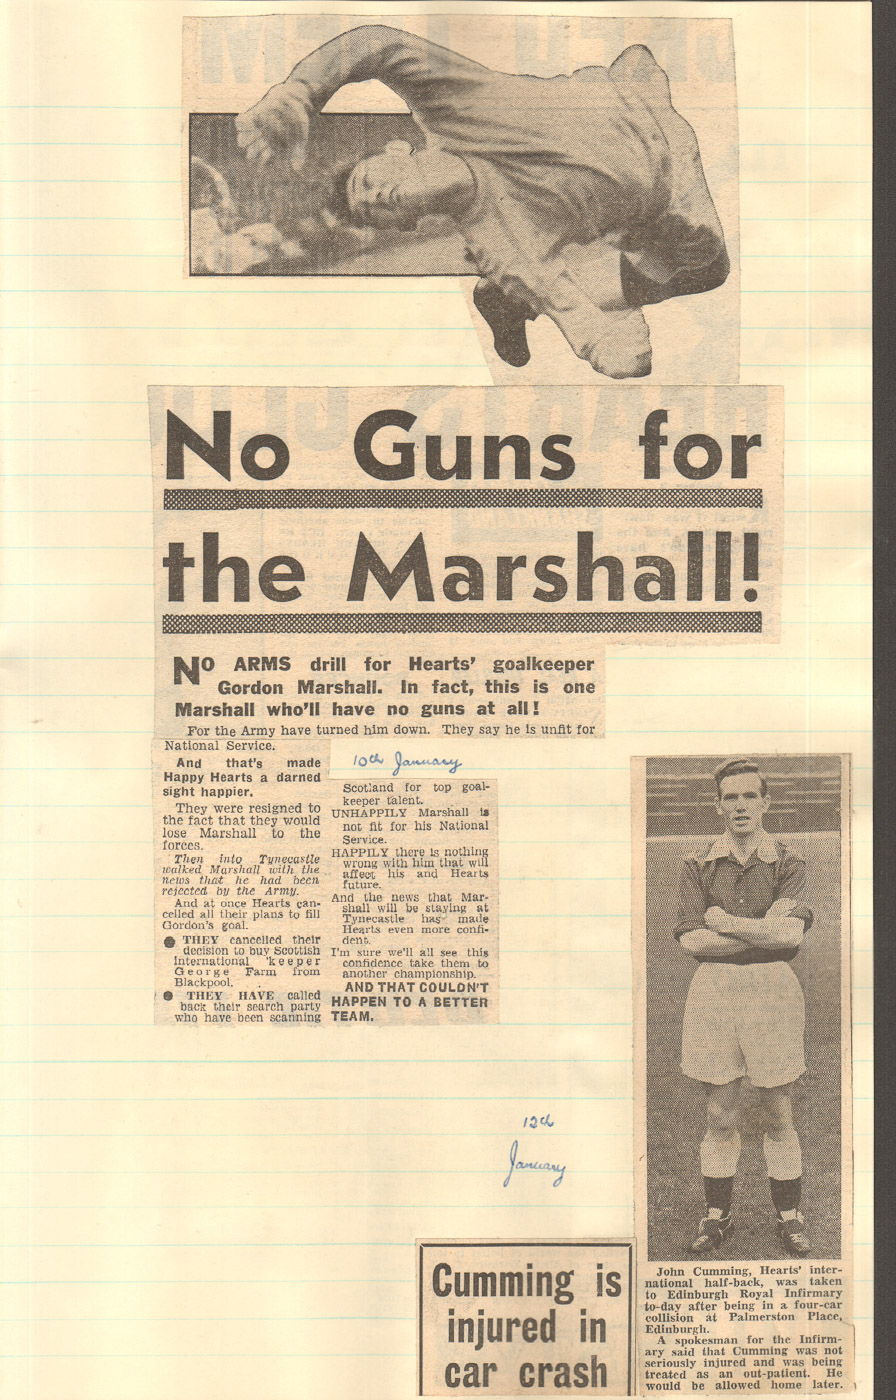 No Guns for
the Marshall!
NO ARMS drill for Hearts' goalkeeper
Gordon Marshall. In fact, this is one
Marshall who'll have no guns at all!
For the Army have turned him down. They say he is unfit for
National Service.
And that's made
Happy Hearts a darned
sight happier.
They were resigned to
the fact that they would
lose Marshall to the
forces.
Then into Tynecastle
walked Marshall with the
news that he had been
rejected by the Army.
And at once Hearts can-
celled all their plans to fill
Gordon's goal.
● THEY cancelled their
decision to buy Scottish
international 'keeper
George Farm from
Blackpool.
● THEY HAVE called
back their search party
who have been scanning
10th January
Scotland for top goal-
keeper talent.
UNHAPPILY Marshall is
not fit for his National
Service.
HAPPILY there is nothing
wrong with him that will
affect his and Hearts
future.
And the news that Mar-
shall will be staying at
Tynecastle has made
Hearts even more confi-
dent.
I'm sure we'll all see this
confidence take them to
another championship.
AND THAT COULDN'T
HAPPEN TO A BETTER
TEAM.
12th
January
Cumming is
injured in
car crash
John Cumming, Hearts' inter-
national half-back, was taken
to Edinburgh Royal Infirmary
to-day after being in a four-car
collision at Palmerston Place,
Edinburgh.
A spokesman for the Infirm-
ary said that Cumming was not
seriously injured and was being
treated as an out-patient. He
would be allowed home later.